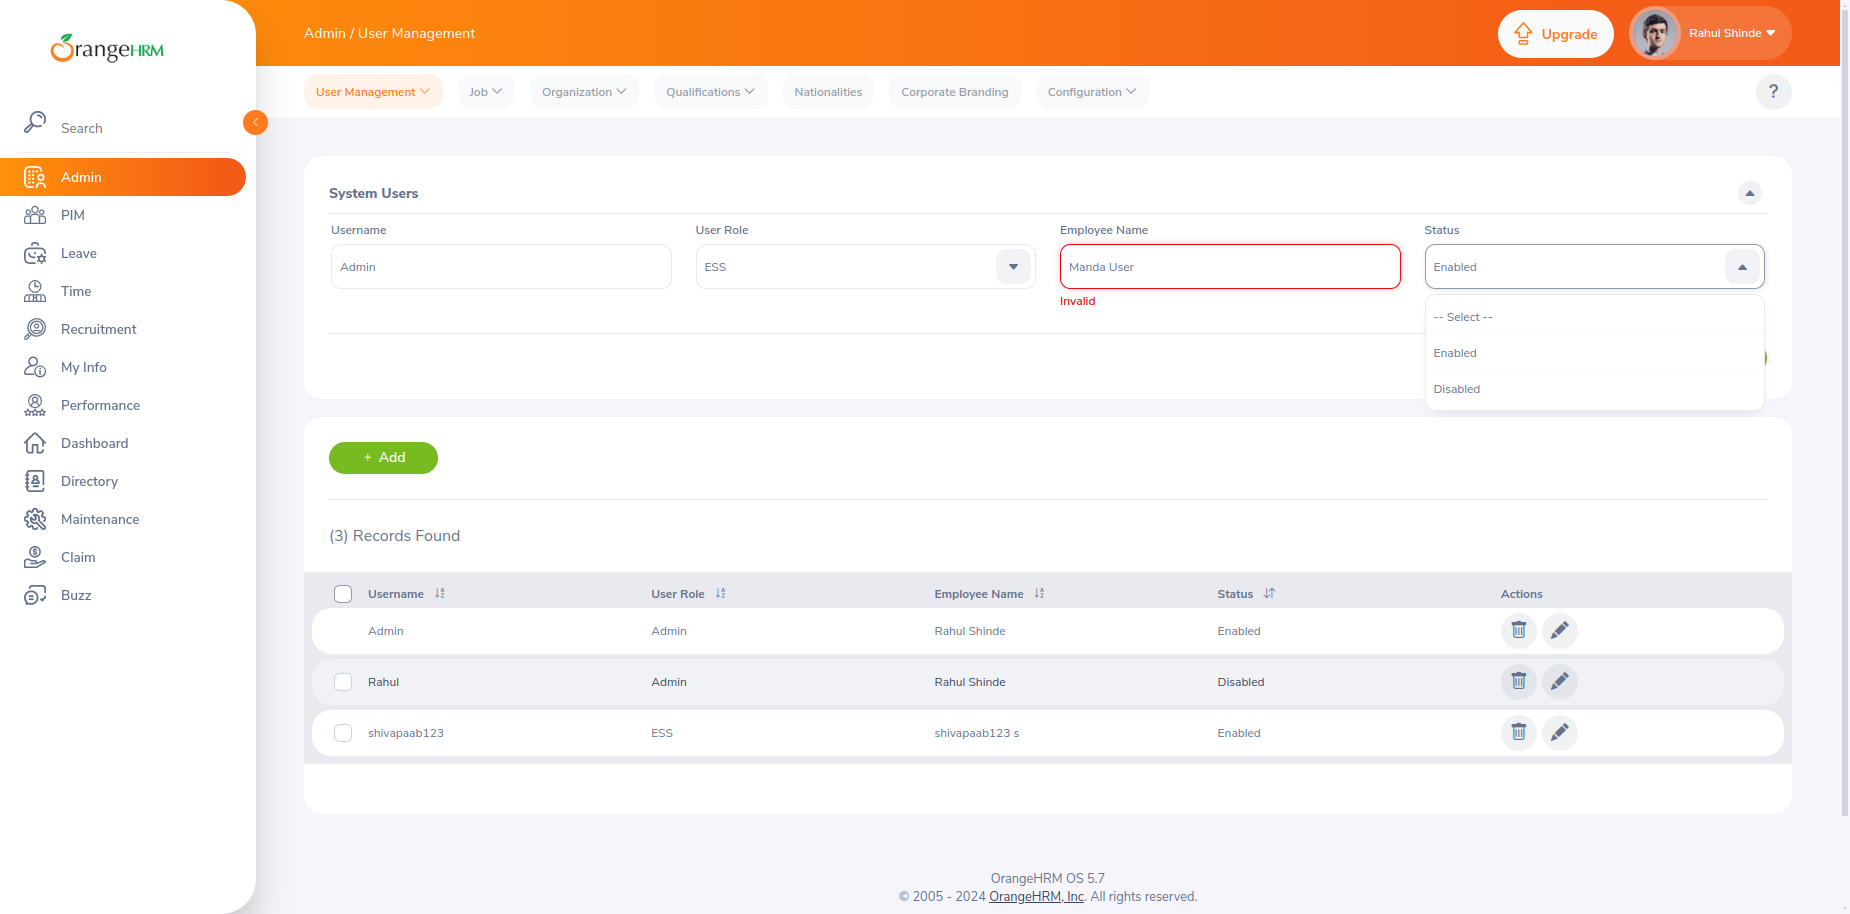 OrangeHRM
Admin / User Management
Upgrade
Rahul Shinde
User Management
Job
Organization
Qualifications
Nationalities
Corporate Branding
Configuration
?
Search
Admin
PIM
Leave
Time
Recruitment
My Info
Performance
Dashboard
Directory
Maintenance
Claim
Buzz
System Users
Username
User Role
Employee Name
Status
Admin
ESS
Manda User
Enabled
Invalid
-- Select --
Enabled
Disabled
+ Add
(3) Records Found
Username
User Role
Employee Name
Status
Actions
Admin Admin Rahul Shinde Enabled
Rahul Admin Rahul Shinde Disabled
shivapaab123 ESS shivapaab123 s Enabled
OrangeHRM OS 5.7
© 2005 - 2024 OrangeHRM, Inc. All rights reserved.